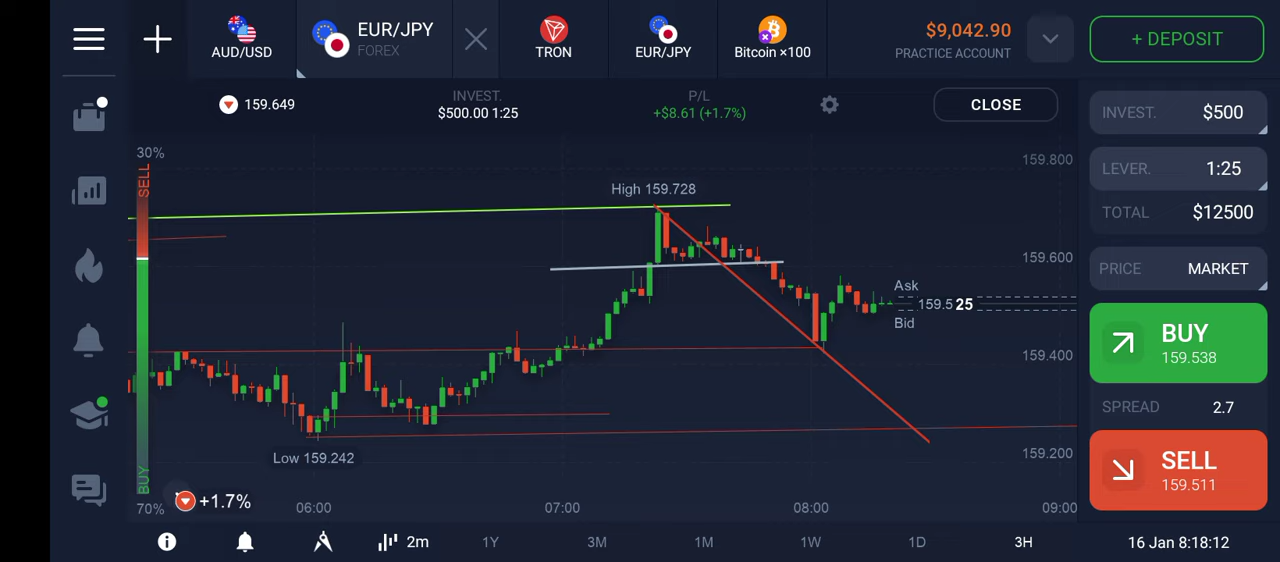 AUD/USD
EUR/JPY
FOREX
TRON
EUR/JPY
Bitcoin ×100
$9,042.90
PRACTICE ACCOUNT
+ DEPOSIT
159.649
INVEST.
$500.00 1:25
P/L
+$8.61 (+1.7%)
CLOSE
INVEST. $500
LEVER. 1:25
TOTAL $12500
PRICE MARKET
BUY
159.538
SPREAD 2.7
SELL
159.511
30%
SELL
BUY
70%
High 159.728
Low 159.242
Ask
159.525
Bid
159.800
159.600
159.400
159.200
+1.7%
06:00
07:00
08:00
09:00
2m
1Y
3M
1M
1W
1D
3H
16 Jan 8:18:12